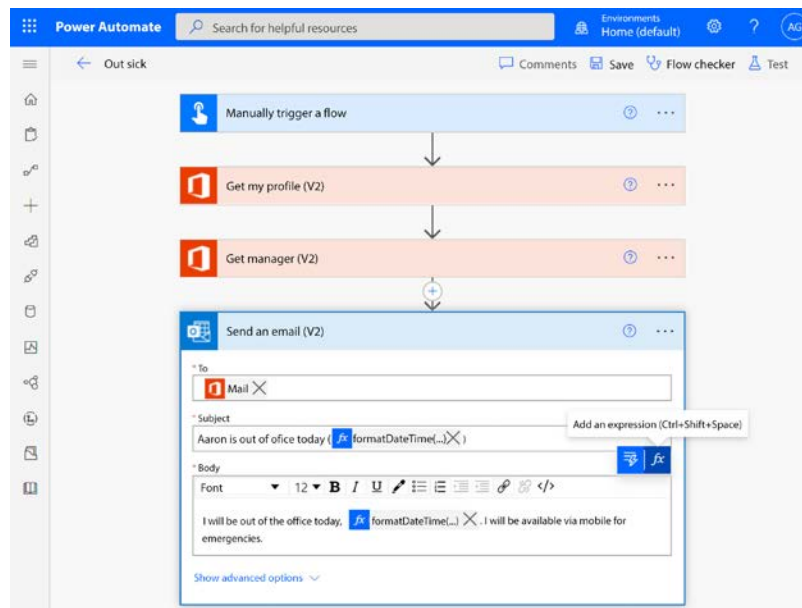 Power Automate
Search for helpful resources
Environments
Home (default)
?
AG
Out sick
Comments
Save
Flow checker
Test
Manually trigger a flow
Get my profile (V2)
Get manager (V2)
Send an email (V2)
* To
Mail
* Subject
Add an expression (Ctrl+Shift+Space)
Aaron is out of ofice today ( fx formatDateTime(...) )
fx
* Body
Font 12 B I U </>
I will be out of the office today, fx formatDateTime(...) . I will be available via mobile for
emergencies.
Show advanced options